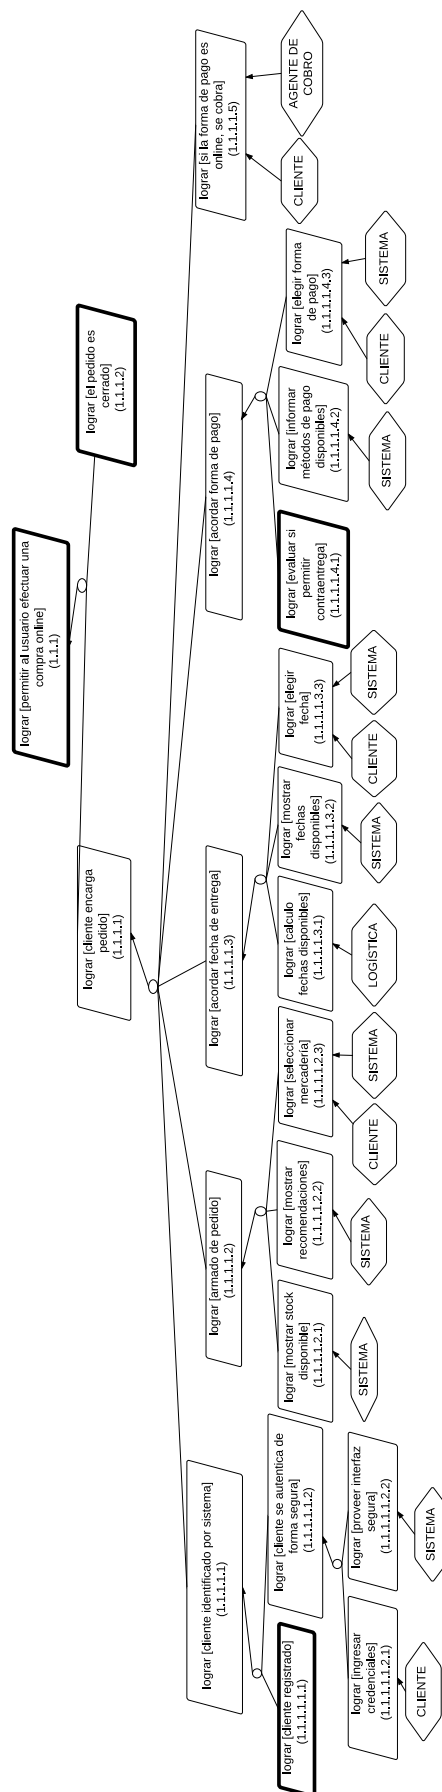 lograr [permitir al usuario efectuar una
compra online]
(1.1.1)
lograr [cliente encarga
pedido]
(1.1.1.1)
lograr [el pedido es
cerrado]
(1.1.1.2)
lograr [cliente identificado por sistema]
(1.1.1.1.1)
lograr [armado de pedido]
(1.1.1.1.2)
lograr [acordar fecha de entrega]
(1.1.1.1.3)
lograr [acordar forma de pago]
(1.1.1.1.4)
lograr [si la forma de pago es
online, se cobra]
(1.1.1.1.5)
CLIENTE
AGENTE DE
COBRO
lograr [cliente registrado]
(1.1.1.1.1.1)
lograr [cliente se autentica de
forma segura]
(1.1.1.1.1.2)
lograr [mostrar stock
disponible]
(1.1.1.1.2.1)
SISTEMA
lograr [mostrar
recomendaciones]
(1.1.1.1.2.2)
SISTEMA
lograr [seleccionar
mercadería]
(1.1.1.1.2.3)
CLIENTE
SISTEMA
lograr [calculo
fechas disponibles]
(1.1.1.1.3.1)
LOGÍSTICA
lograr [mostrar
fechas
disponibles]
(1.1.1.1.3.2)
SISTEMA
lograr [elegir
fecha]
(1.1.1.1.3.3)
CLIENTE
SISTEMA
lograr [evaluar si
permitir
contraentrega]
(1.1.1.1.4.1)
lograr [informar
métodos de pago
disponibles]
(1.1.1.1.4.2)
SISTEMA
lograr [elegir forma
de pago]
(1.1.1.1.4.3)
CLIENTE
SISTEMA
lograr [ingresar
credenciales]
(1.1.1.1.1.2.1)
CLIENTE
lograr [proveer interfaz
segura]
(1.1.1.1.1.2.2)
SISTEMA